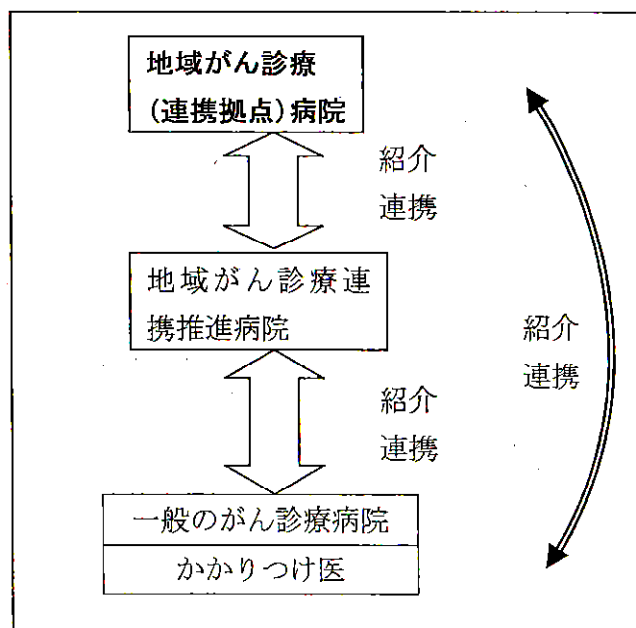 地域がん診療
(連携拠点)病院
紹介
連携
地域がん診療連
携推進病院
紹介
連携
紹介
連携
一般のがん診療病院
かかりつけ医